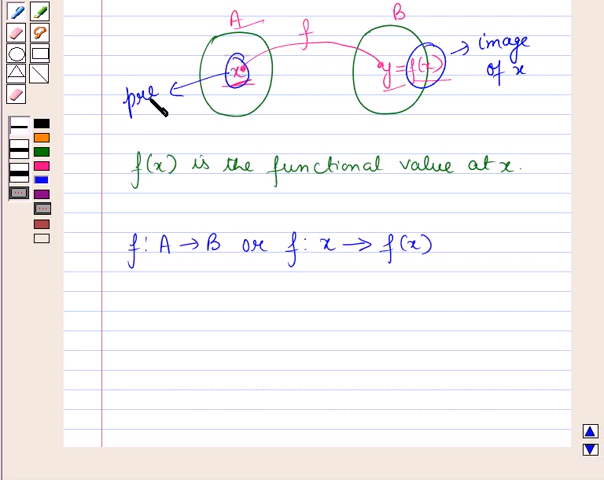 A f B
x y = f(x) → image
of x
pre
f(x) is the functional value at x.
f : A → B or f : x → f(x)